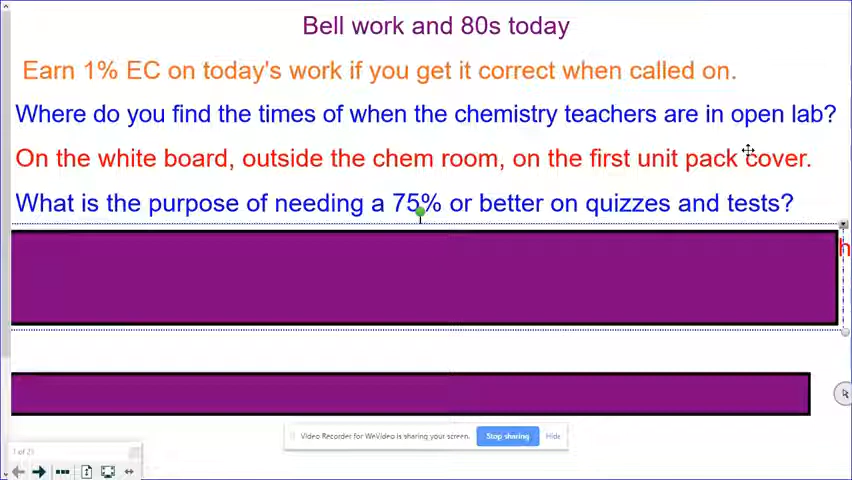 Bell work and 80s today
Earn 1% EC on today's work if you get it correct when called on.
Where do you find the times of when the chemistry teachers are in open lab?
On the white board, outside the chem room, on the first unit pack cover.
What is the purpose of needing a 75% or better on quizzes and tests?
h
Video Recorder for WeVideo is sharing your screen. Stop sharing Hide
1 of 21